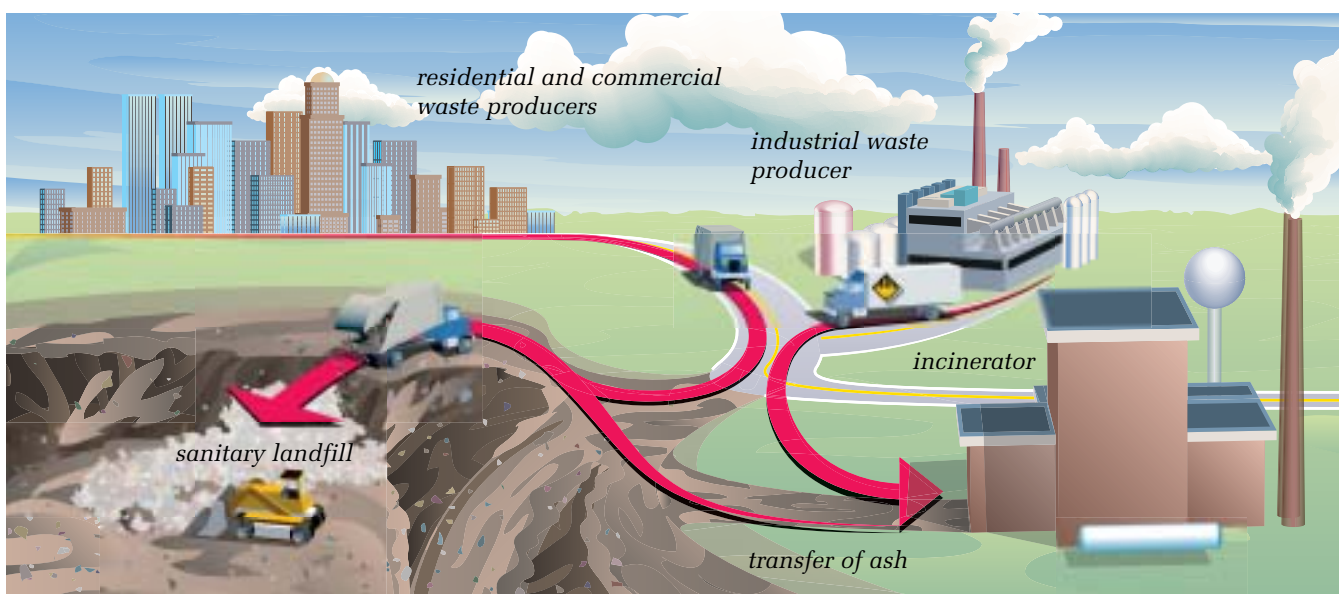 residential and commercial
waste producers
industrial waste
producer
incinerator
sanitary landfill
transfer of ash